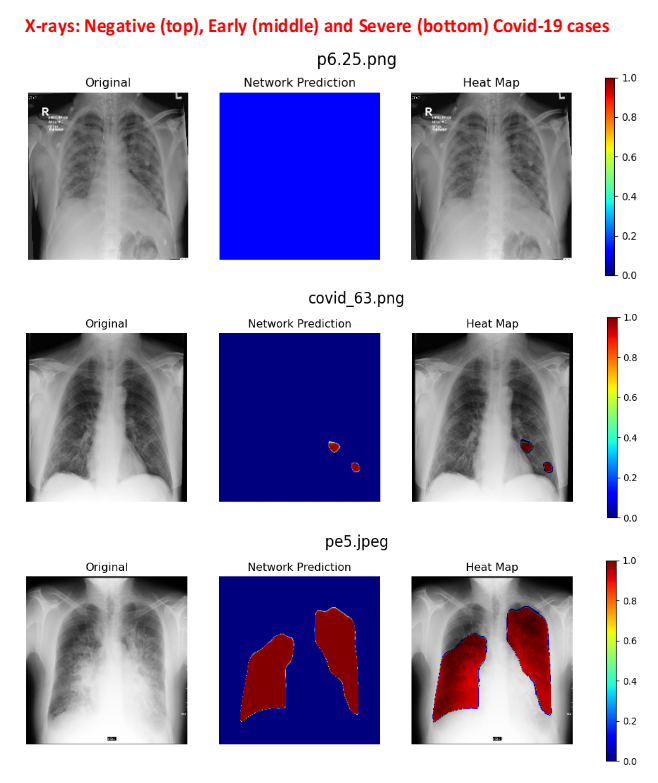 X-rays: Negative (top), Early (middle) and Severe (bottom) Covid-19 cases
p6.25.png
Original
Network Prediction
Heat Map
L
R
L
R
1.0
0.8
0.6
0.4
0.2
0.0
covid_63.png
Original
Network Prediction
Heat Map
1.0
0.8
0.6
0.4
0.2
0.0
pe5.jpeg
Original
Network Prediction
Heat Map
1.0
0.8
0.6
0.4
0.2
0.0